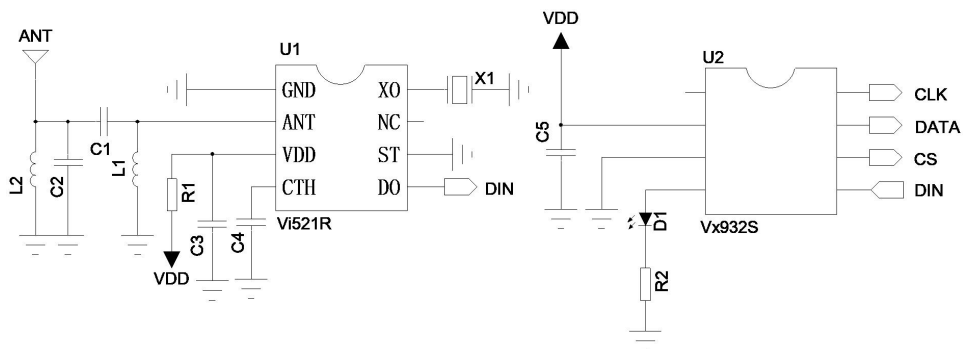 ANT
U1
GND
XO
X1
ANT
NC
VDD
ST
CTH
DO
DIN
Vi521R
C1
L1
L2
C2
R1
C3
C4
VDD
VDD
U2
C5
CLK
DATA
CS
DIN
Vx932S
D1
R2